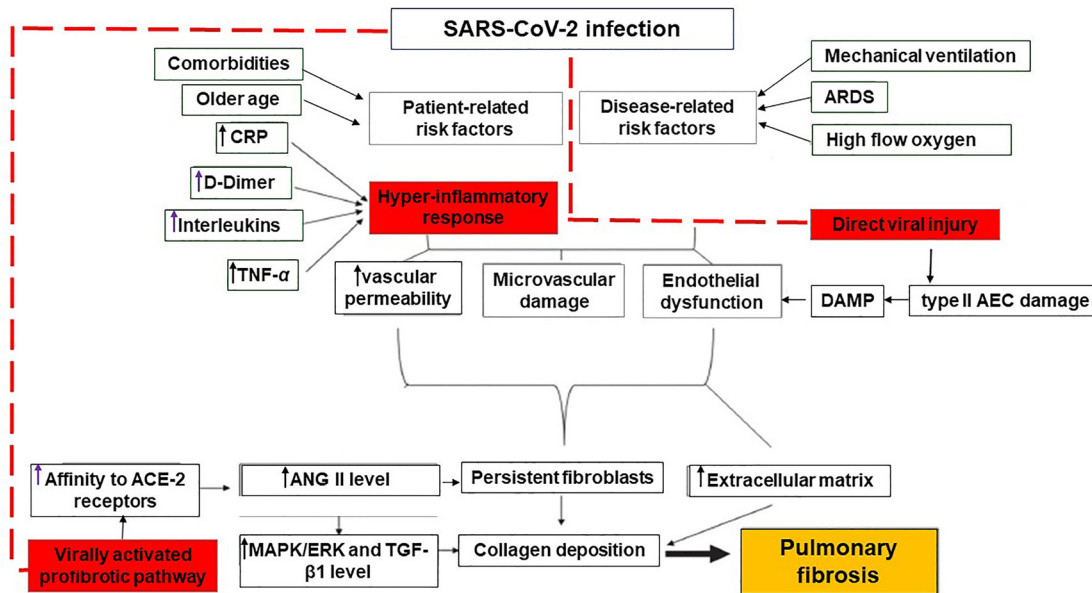 SARS-CoV-2 infection
Comorbidities
Older age
↑CRP
↑D-Dimer
↑Interleukins
↑TNF-α
Patient-related
risk factors
Disease-related
risk factors
Mechanical ventilation
ARDS
High flow oxygen
Hyper-inflammatory
response
Direct viral injury
↑vascular
permeability
Microvascular
damage
Endothelial
dysfunction
DAMP
type II AEC damage
↑Affinity to ACE-2
receptors
↑ANG II level
Persistent fibroblasts
↑Extracellular matrix
Virally activated
profibrotic pathway
↑MAPK/ERK and TGF-
β1 level
Collagen deposition
Pulmonary
fibrosis